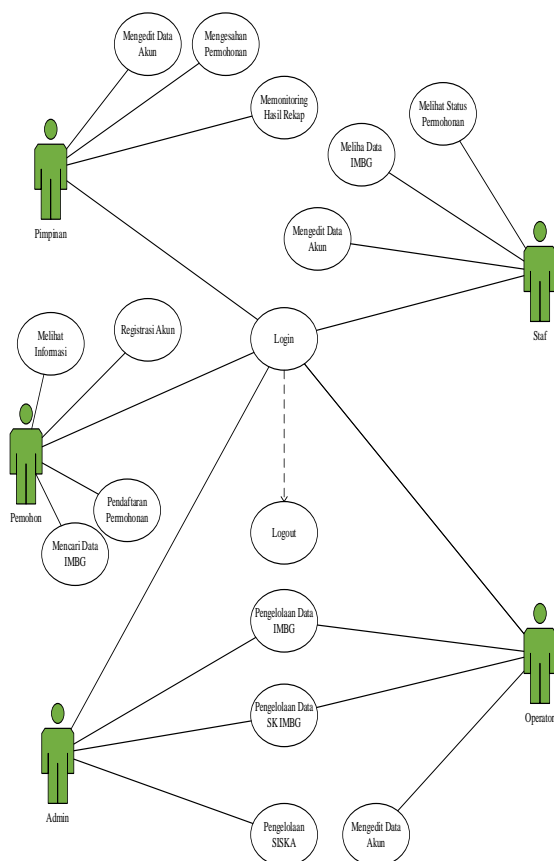 Mengedit Data
Akun
Mengesahan
Permohonan
Memonitoring
Hasil Rekap
Melihat Status
Permohonan
Meliha Data
IMBG
Mengedit Data
Akun
Pimpinan
Staf
Melihat
Informasi
Registrasi Akun
Login
Pemohon
Pendaftaran
Permohonan
Mencari Data
IMBG
Logout
Pengelolaan Data
IMBG
Pengelolaan Data
SK IMBG
Operator
Admin
Pengelolaan
SISKA
Mengedit Data
Akun